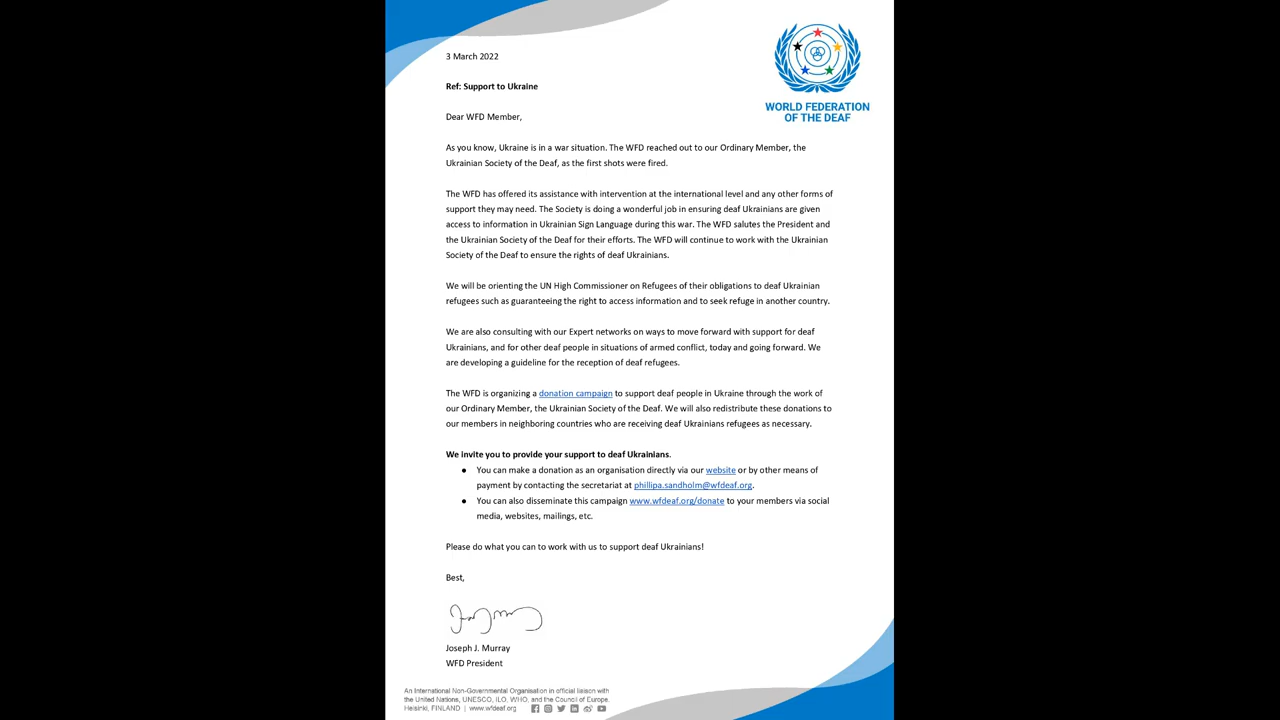 WORLD FEDERATION
OF THE DEAF
3 March 2022
Ref: Support to Ukraine
Dear WFD Member,
As you know, Ukraine is in a war situation. The WFD reached out to our Ordinary Member, the
Ukrainian Society of the Deaf, as the first shots were fired.
The WFD has offered its assistance with intervention at the international level and any other forms of
support they may need. The Society is doing a wonderful job in ensuring deaf Ukrainians are given
access to information in Ukrainian Sign Language during this war. The WFD salutes the President and
the Ukrainian Society of the Deaf for their efforts. The WFD will continue to work with the Ukrainian
Society of the Deaf to ensure the rights of deaf Ukrainians.
We will be orienting the UN High Commissioner on Refugees of their obligations to deaf Ukrainian
refugees such as guaranteeing the right to access information and to seek refuge in another country.
We are also consulting with our Expert networks on ways to move forward with support for deaf
Ukrainians, and for other deaf people in situations of armed conflict, today and going forward. We
are developing a guideline for the reception of deaf refugees.
The WFD is organizing a donation campaign to support deaf people in Ukraine through the work of
our Ordinary Member, the Ukrainian Society of the Deaf. We will also redistribute these donations to
our members in neighboring countries who are receiving deaf Ukrainians refugees as necessary.
We invite you to provide your support to deaf Ukrainians.
● You can make a donation as an organisation directly via our website or by other means of
payment by contacting the secretariat at phillipa.sandholm@wfdeaf.org.
● You can also disseminate this campaign www.wfdeaf.org/donate to your members via social
media, websites, mailings, etc.
Please do what you can to work with us to support deaf Ukrainians!
Best,
Joseph J. Murray
WFD President
An International Non-Governmental Organisation in official liaison with
the United Nations, UNESCO, ILO, WHO, and the Council of Europe.
Helsinki, FINLAND | www.wfdeaf.org